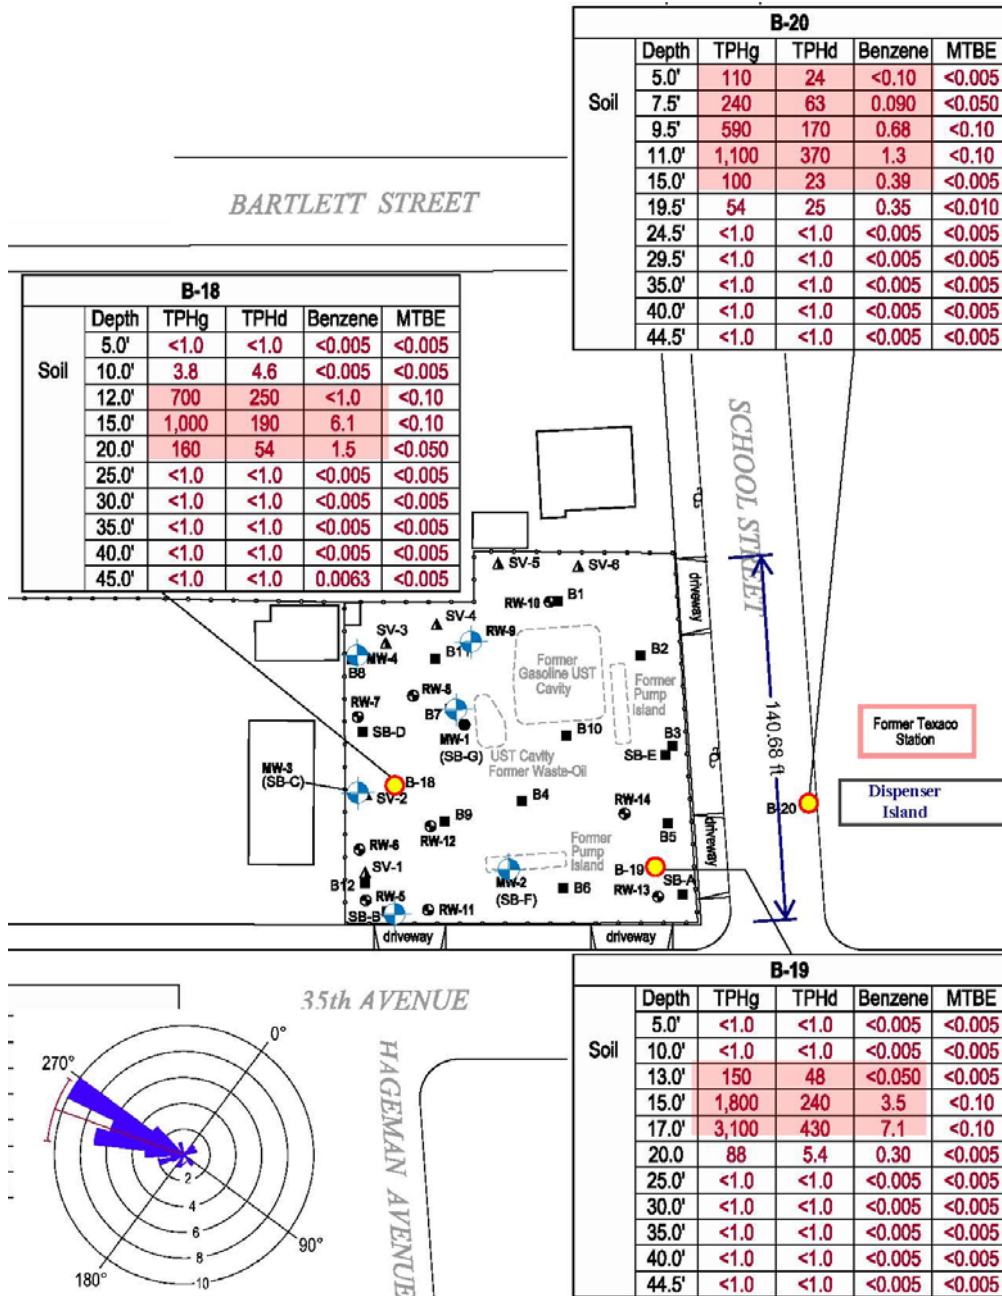 B-20
Depth TPHg TPHd Benzene MTBE
5.0' 110 24 <0.10 <0.005
Soil 7.5' 240 63 0.090 <0.050
9.5' 590 170 0.68 <0.10
11.0' 1,100 370 1.3 <0.10
15.0' 100 23 0.39 <0.005
19.5' 54 25 0.35 <0.010
24.5' <1.0 <1.0 <0.005 <0.005
29.5' <1.0 <1.0 <0.005 <0.005
35.0' <1.0 <1.0 <0.005 <0.005
40.0' <1.0 <1.0 <0.005 <0.005
44.5' <1.0 <1.0 <0.005 <0.005
BARTLETT STREET
B-18
Depth TPHg TPHd Benzene MTBE
5.0' <1.0 <1.0 <0.005 <0.005
Soil 10.0' 3.8 4.6 <0.005 <0.005
12.0' 700 250 <1.0 <0.10
15.0' 1,000 190 6.1 <0.10
20.0' 160 54 1.5 <0.050
25.0' <1.0 <1.0 <0.005 <0.005
30.0' <1.0 <1.0 <0.005 <0.005
35.0' <1.0 <1.0 <0.005 <0.005
40.0' <1.0 <1.0 <0.005 <0.005
45.0' <1.0 <1.0 0.0063 <0.005
SCHOOL STREET
SV-5
SV-6
driveway
RW-10
B1
SV-4
SV-3
RW-9
MW-4
B8
B11
B2
Former
Gasoline UST
Cavity
Former
Pump
Island
RW-8
RW-7
B7
SB-D
MW-1
(SB-G)
B10
B3
SB-E
UST Cavity
Former Waste-Oil
140.68 ft
Former Texaco
Station
MW-3
(SB-C)
SV-2
B-18
B-20
Dispenser
Island
B4
RW-14
B9
RW-12
B5
driveway
RW-6
Former
Pump
Island
SV-1
B12
MW-2
(SB-F)
B-19
SB-A
B6
RW-13
RW-5
SB-B
RW-11
driveway
driveway
35th AVENUE
HAGEMAN AVENUE
0°
270°
90°
180°
2
4
6
8
10
B-19
Depth TPHg TPHd Benzene MTBE
5.0' <1.0 <1.0 <0.005 <0.005
Soil 10.0' <1.0 <1.0 <0.005 <0.005
13.0' 150 48 <0.050 <0.005
15.0' 1,800 240 3.5 <0.10
17.0' 3,100 430 7.1 <0.10
20.0 88 5.4 0.30 <0.005
25.0' <1.0 <1.0 <0.005 <0.005
30.0' <1.0 <1.0 <0.005 <0.005
35.0' <1.0 <1.0 <0.005 <0.005
40.0' <1.0 <1.0 <0.005 <0.005
44.5' <1.0 <1.0 <0.005 <0.005